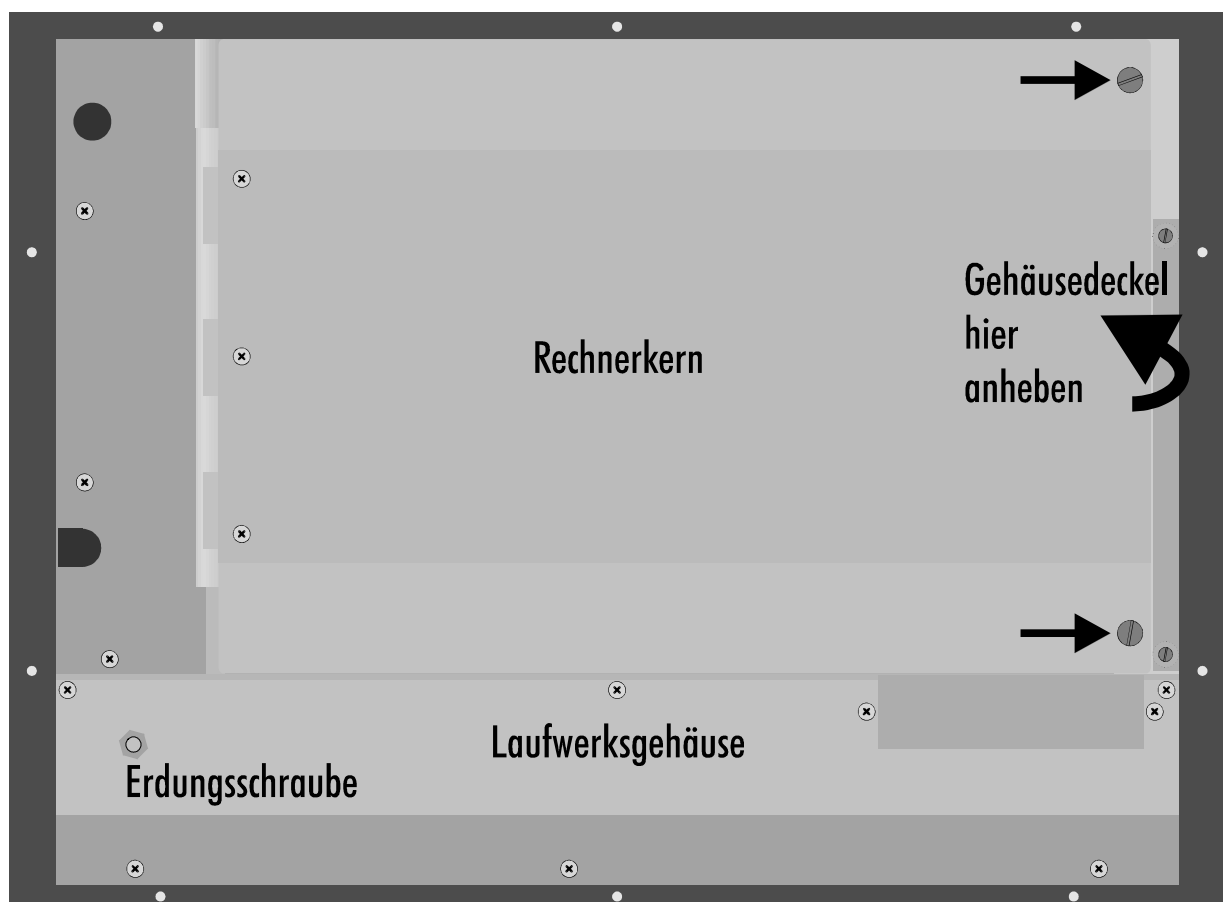 Gehäusedeckel
hier
anheben
Rechnerkern
Laufwerksgehäuse
Erdungsschraube